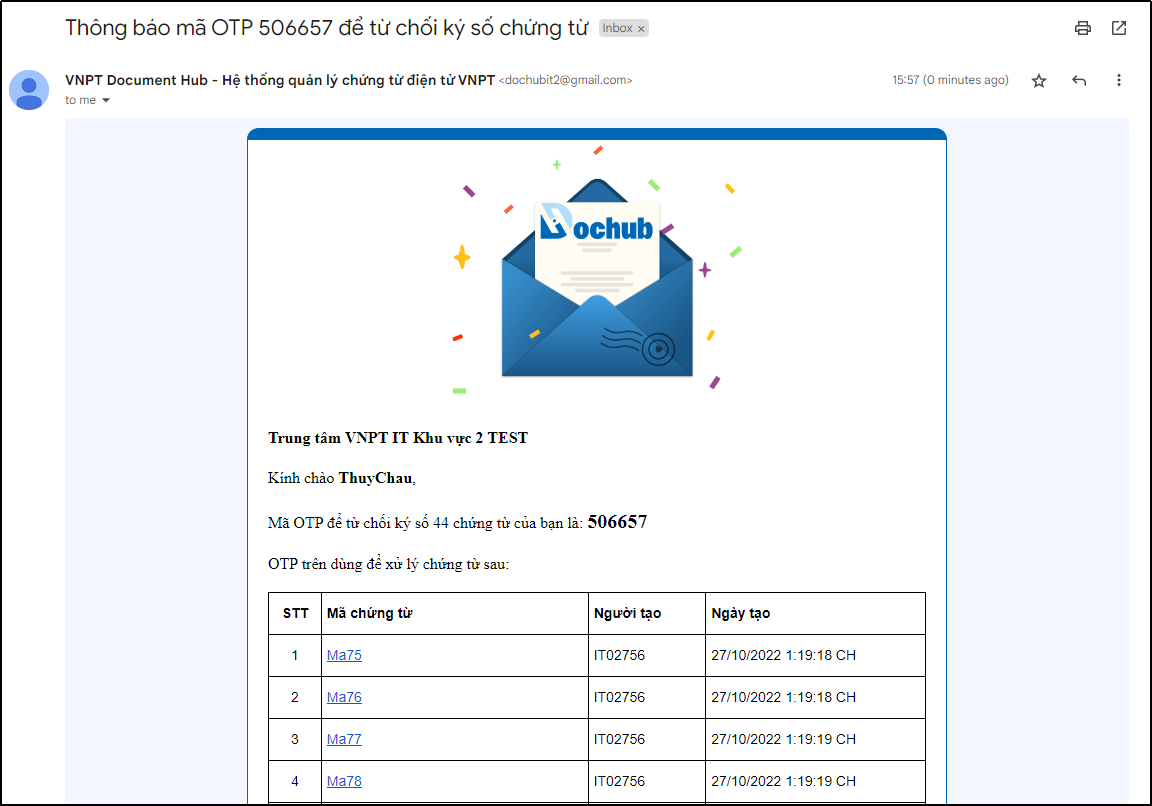 Thông báo mã OTP 506657 để từ chối ký số chứng từ Inbox ×
VNPT Document Hub - Hệ thống quản lý chứng từ điện tử VNPT <dochubit2@gmail.com> 15:57 (0 minutes ago)
to me
Dochub
Trung tâm VNPT IT Khu vực 2 TEST
Kính chào ThuyChau,
Mã OTP để từ chối ký số 44 chứng từ của bạn là: 506657
OTP trên dùng để xử lý chứng từ sau:
STT Mã chứng từ Người tạo Ngày tạo
1 Ma75 IT02756 27/10/2022 1:19:18 CH
2 Ma76 IT02756 27/10/2022 1:19:18 CH
3 Ma77 IT02756 27/10/2022 1:19:19 CH
4 Ma78 IT02756 27/10/2022 1:19:19 CH